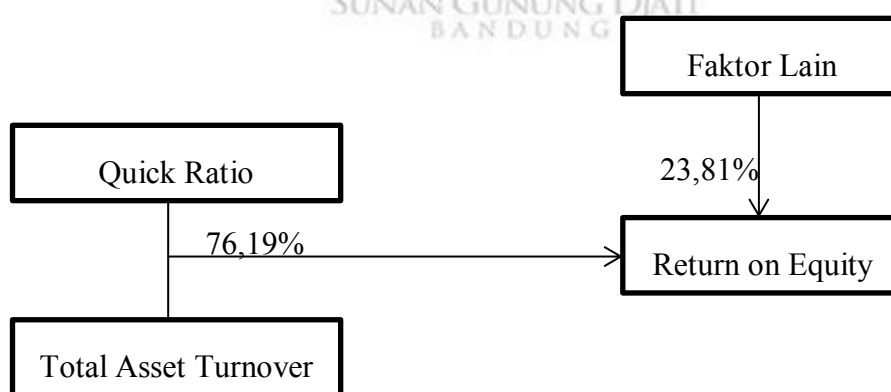 SUNAN GUNUNG DJATI
BANDUNG
Faktor Lain
Quick Ratio
23,81%
76,19%
Return on Equity
Total Asset Turnover